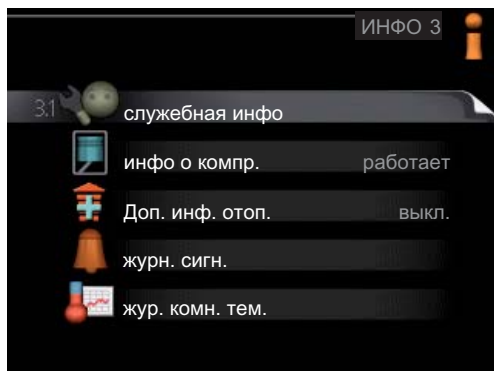 ИНФО 3
3.1 служебная инфо
инфо о компр. работает
Доп. инф. отоп. выкл.
журн. сигн.
жур. комн. тем.